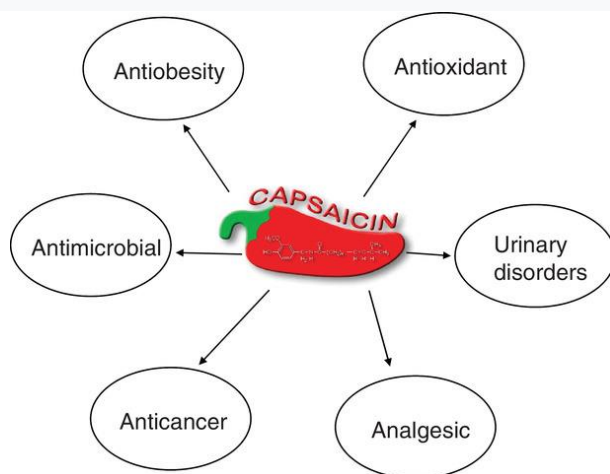 Antiobesity
Antioxidant
CAPSAICIN
Antimicrobial
Urinary
disorders
Anticancer
Analgesic